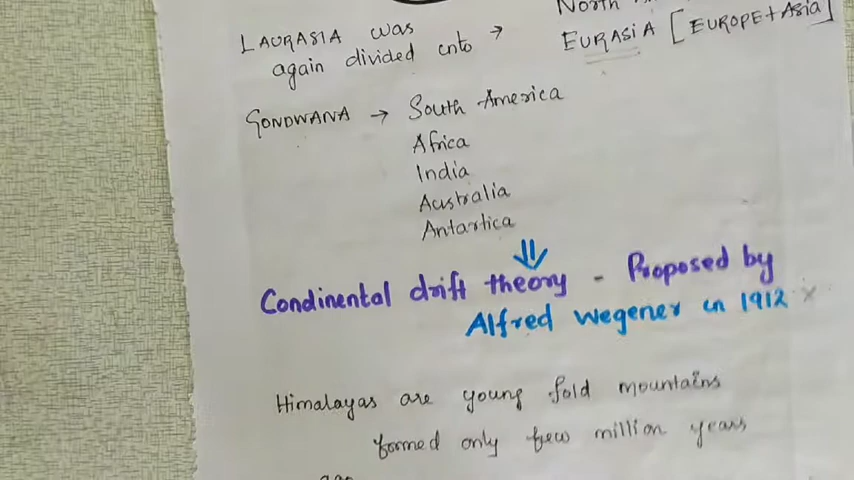 North
LAURASIA was
again divided into →
EURASIA [EUROPE + Asia]
GONDWANA → South America
Africa
India
Australia
Antartica
Condinental drift theory - Proposed by
Alfred Wegener in 1912
Himalayas are young fold mountains
formed only few million years
ago